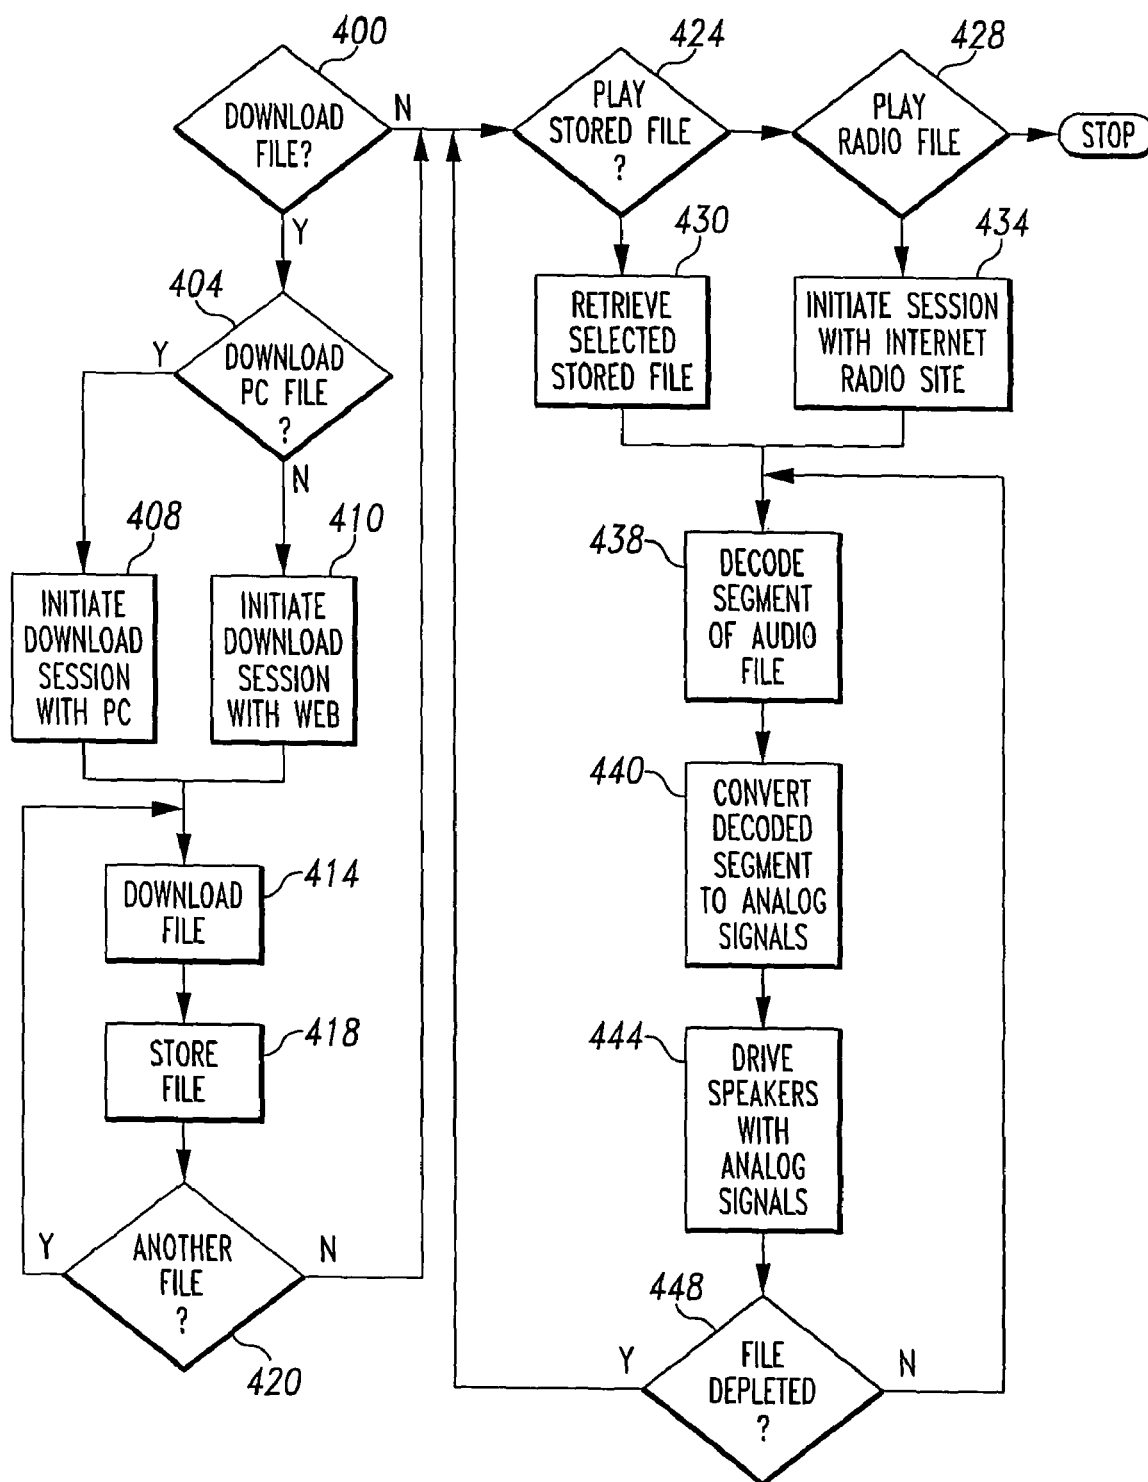 400
DOWNLOAD
FILE?
N
Y
404
Y
DOWNLOAD
PC FILE
?
N
408
INITIATE
DOWNLOAD
SESSION
WITH PC
410
INITIATE
DOWNLOAD
SESSION
WITH WEB
DOWNLOAD
FILE
414
STORE
FILE
418
Y
ANOTHER
FILE
?
N
420
424
PLAY
STORED
FILE
?
428
PLAY
RADIO FILE
STOP
430
RETRIEVE
SELECTED
STORED FILE
434
INITIATE SESSION
WITH INTERNET
RADIO SITE
438
DECODE
SEGMENT
OF AUDIO
FILE
440
CONVERT
DECODED
SEGMENT
TO ANALOG
SIGNALS
444
DRIVE
SPEAKERS
WITH
ANALOG
SIGNALS
448
Y
FILE
DEPLETED
?
N